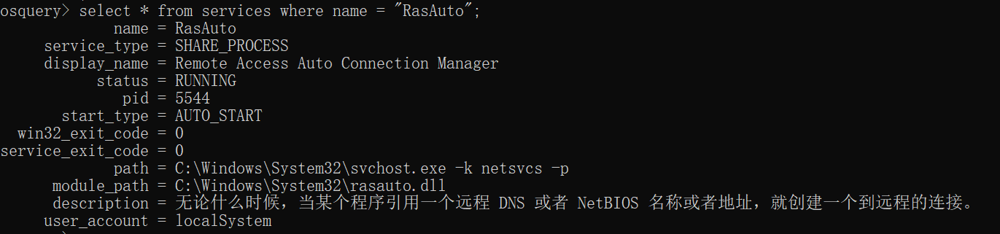 osquery> select * from services where name = "RasAuto";
name = RasAuto
service_type = SHARE_PROCESS
display_name = Remote Access Auto Connection Manager
status = RUNNING
pid = 5544
start_type = AUTO_START
win32_exit_code = 0
service_exit_code = 0
path = C:\Windows\System32\svchost.exe -k netsvcs -p
module_path = C:\Windows\System32\rasauto.dll
description = 无论什么时候，当某个程序引用一个远程 DNS 或者 NetBIOS 名称或者地址，就创建一个到远程的连接。
user_account = localSystem